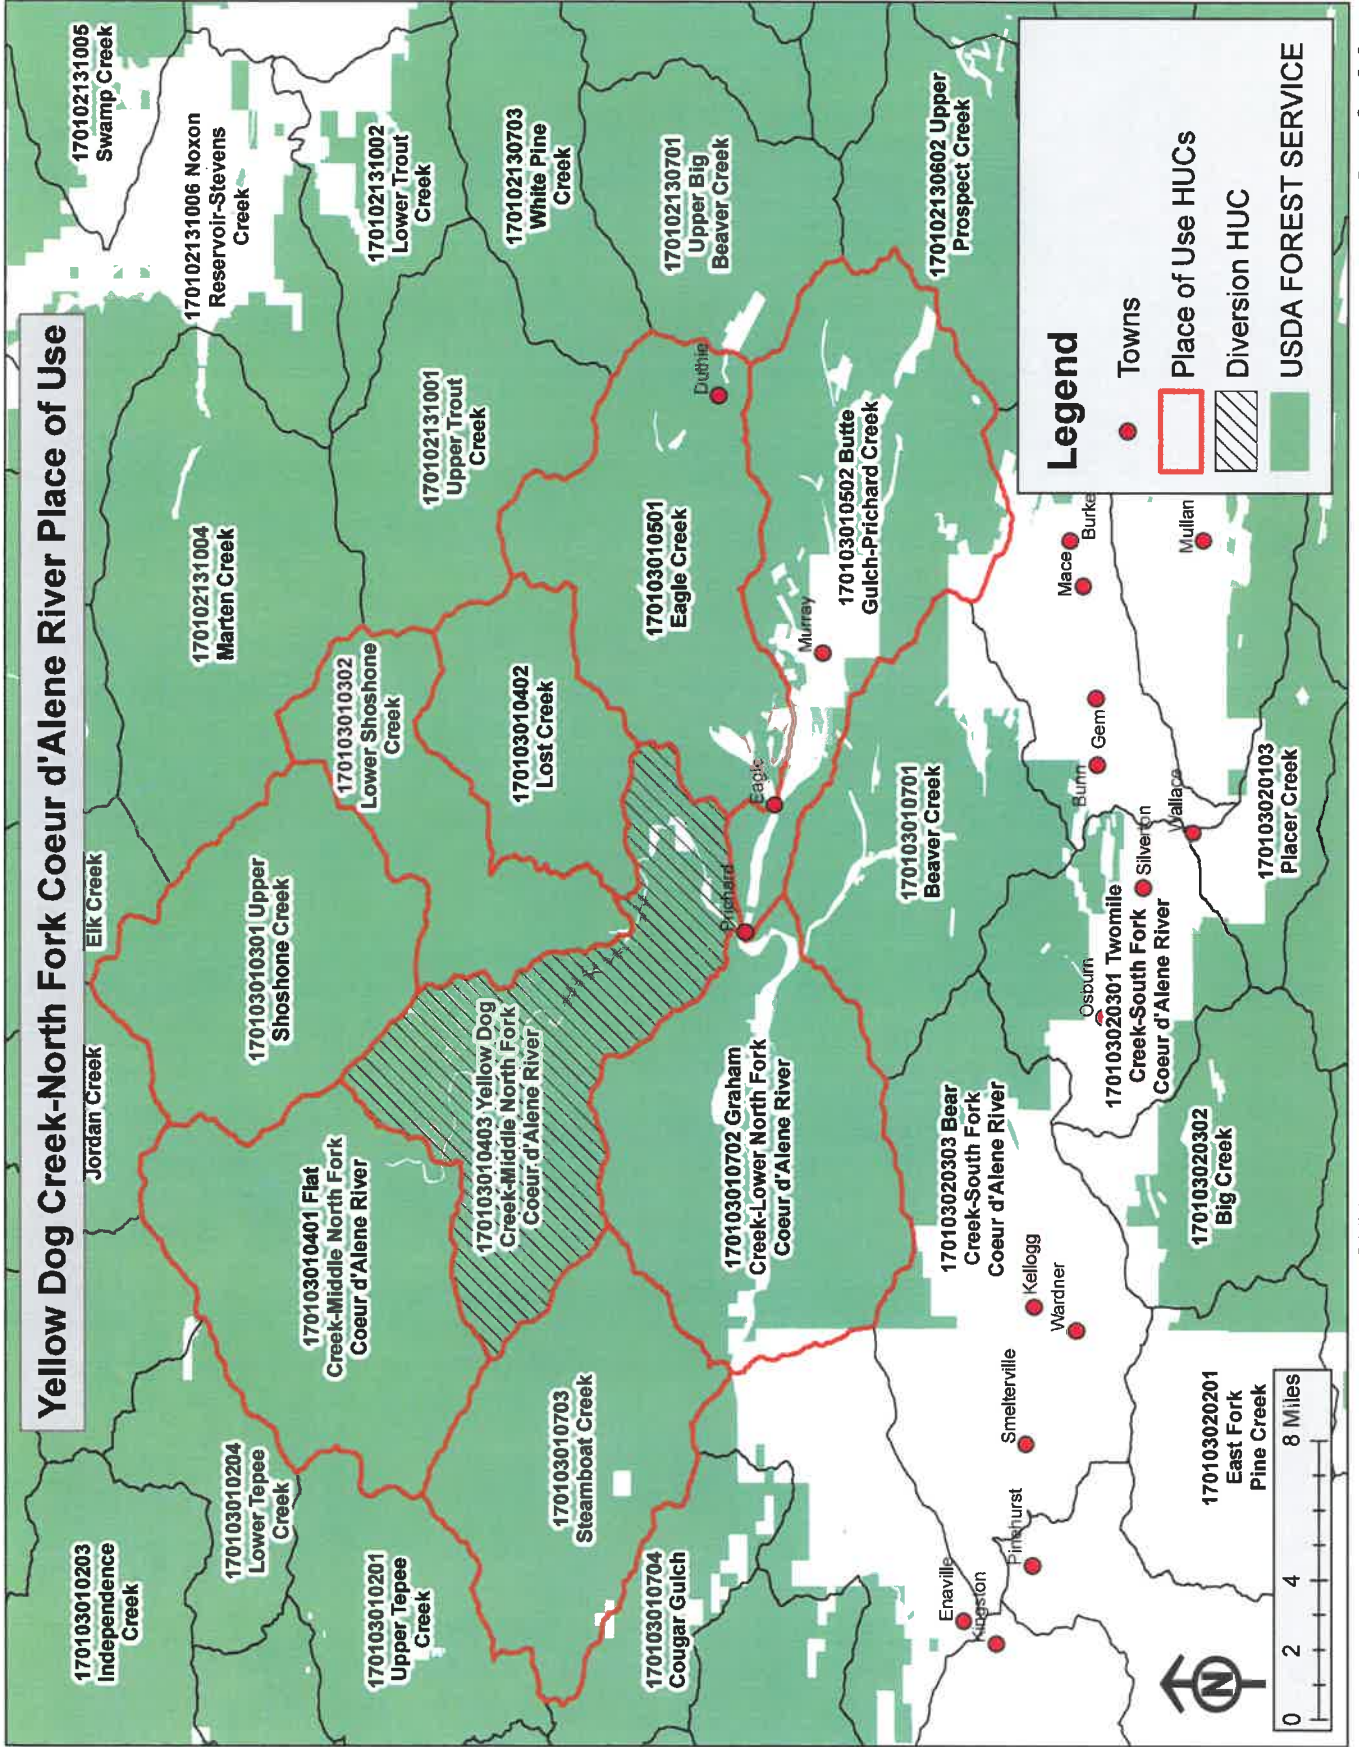 Yellow Dog Creek-North Fork Coeur d'Alene River Place of Use
Jordan Creek
Elk Creek
170103010203
Independence
Creek
170103010204
Lower Tepee
Creek
170103010201
Upper Tepee
Creek
170103010401 Flat
Creek-Middle North Fork
Coeur d'Alene River
170103010301 Upper
Shoshone Creek
170103010302
Lower Shoshone
Creek
170102131004
Marten Creek
170102131006 Noxon
Reservoir-Stevens
Creek
170102131005
Swamp Creek
170102131002
Lower Trout
Creek
170102131001
Upper Trout
Creek
170102130703
White Pine
Creek
170102130701
Upper Big
Beaver Creek
170102130602 Upper
Prospect Creek
170103010403 Yellow Dog
Creek-Middle North Fork
Coeur d'Alene River
170103010402
Lost Creek
170103010501
Eagle Creek
170103010502 Butte
Gulch-Prichard Creek
170103010703
Steamboat Creek
170103010704
Cougar Gulch
170103010702 Graham
Creek-Lower North Fork
Coeur d'Alene River
170103010701
Beaver Creek
170103020303 Bear
Creek-South Fork
Coeur d'Alene River
170103020301 Twomile
Creek-South Fork
Coeur d'Alene River
170103020302
Big Creek
170103020103
Placer Creek
170103020201
East Fork
Pine Creek
Duthie
Murray
Eagle
Prichard
Enaville
Kingston
Pinehurst
Smelterville
Kellogg
Wardner
Osburn
Silverton
Wallace
Bunn
Gem
Mace
Burke
Mullan
N
0 2 4 8 Miles
Legend
Towns
Place of Use HUCs
Diversion HUC
USDA FOREST SERVICE